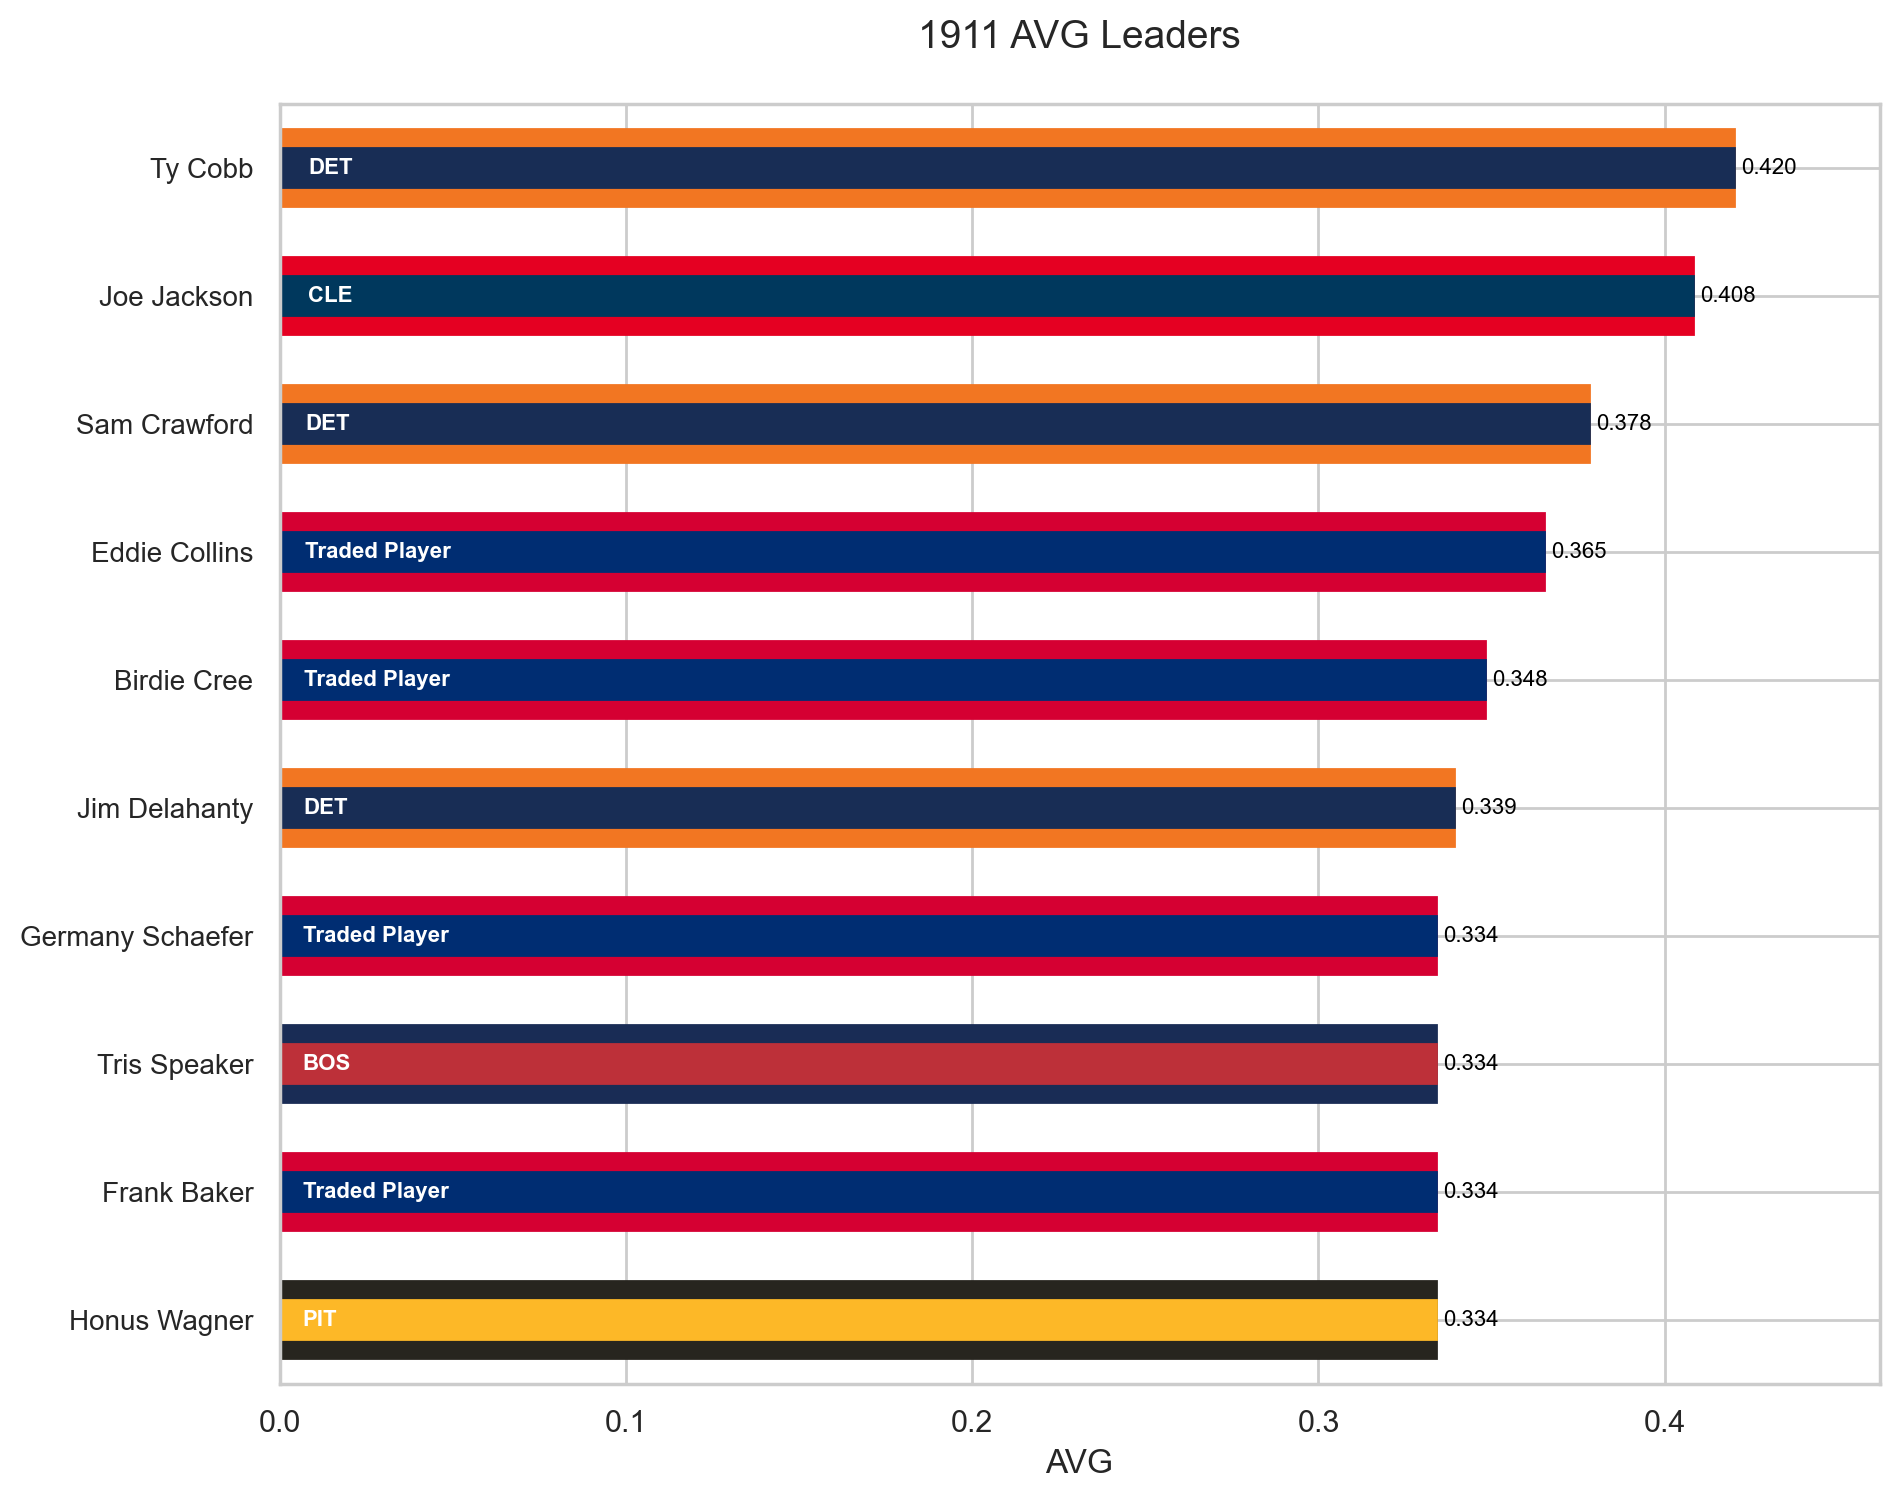 1911 AVG Leaders
Ty Cobb DET 0.420
Joe Jackson CLE 0.408
Sam Crawford DET 0.378
Eddie Collins Traded Player 0.365
Birdie Cree Traded Player 0.348
Jim Delahanty DET 0.339
Germany Schaefer Traded Player 0.334
Tris Speaker BOS 0.334
Frank Baker Traded Player 0.334
Honus Wagner PIT 0.334
0.0 0.1 0.2 0.3 0.4
AVG